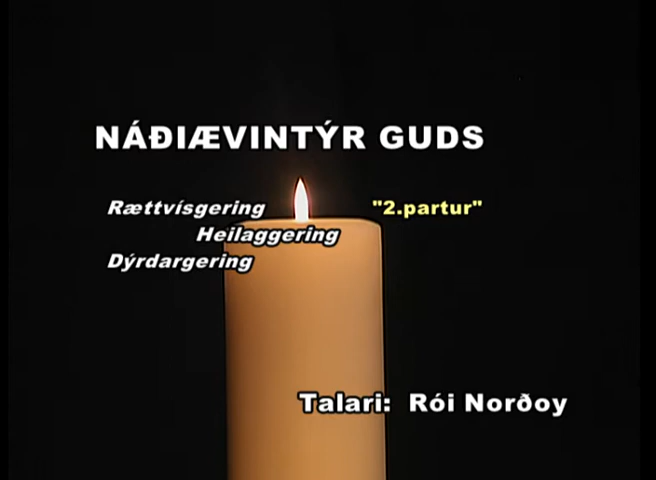 NÁÐIÆVINTÝR GUDS
Rættvísgering "2.partur"
Heilaggering
Dýrdargering
Talari: Rói Norðoy